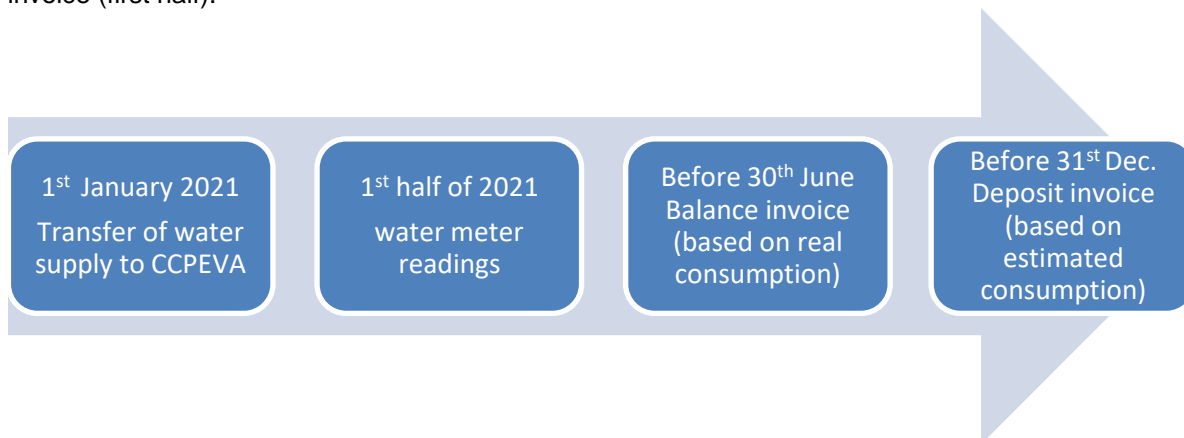 invoice (first half).
1st January 2021
Transfer of water
supply to CCPEVA
1st half of 2021
water meter
readings
Before 30th June
Balance invoice
(based on real
consumption)
Before 31st Dec.
Deposit invoice
(based on
estimated
consumption)